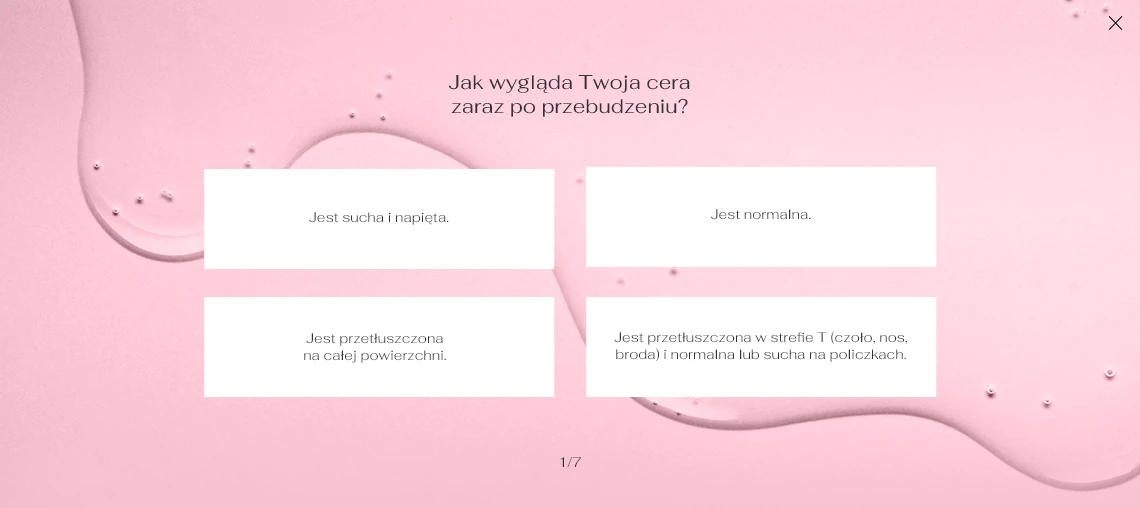 Jak wygląda Twoja cera
zaraz po przebudzeniu?
Jest sucha i napięta.
Jest normalna.
Jest przetłuszczona
na całej powierzchni.
Jest przetłuszczona w strefie T (czoło, nos,
broda) i normalna lub sucha na policzkach.
1/7